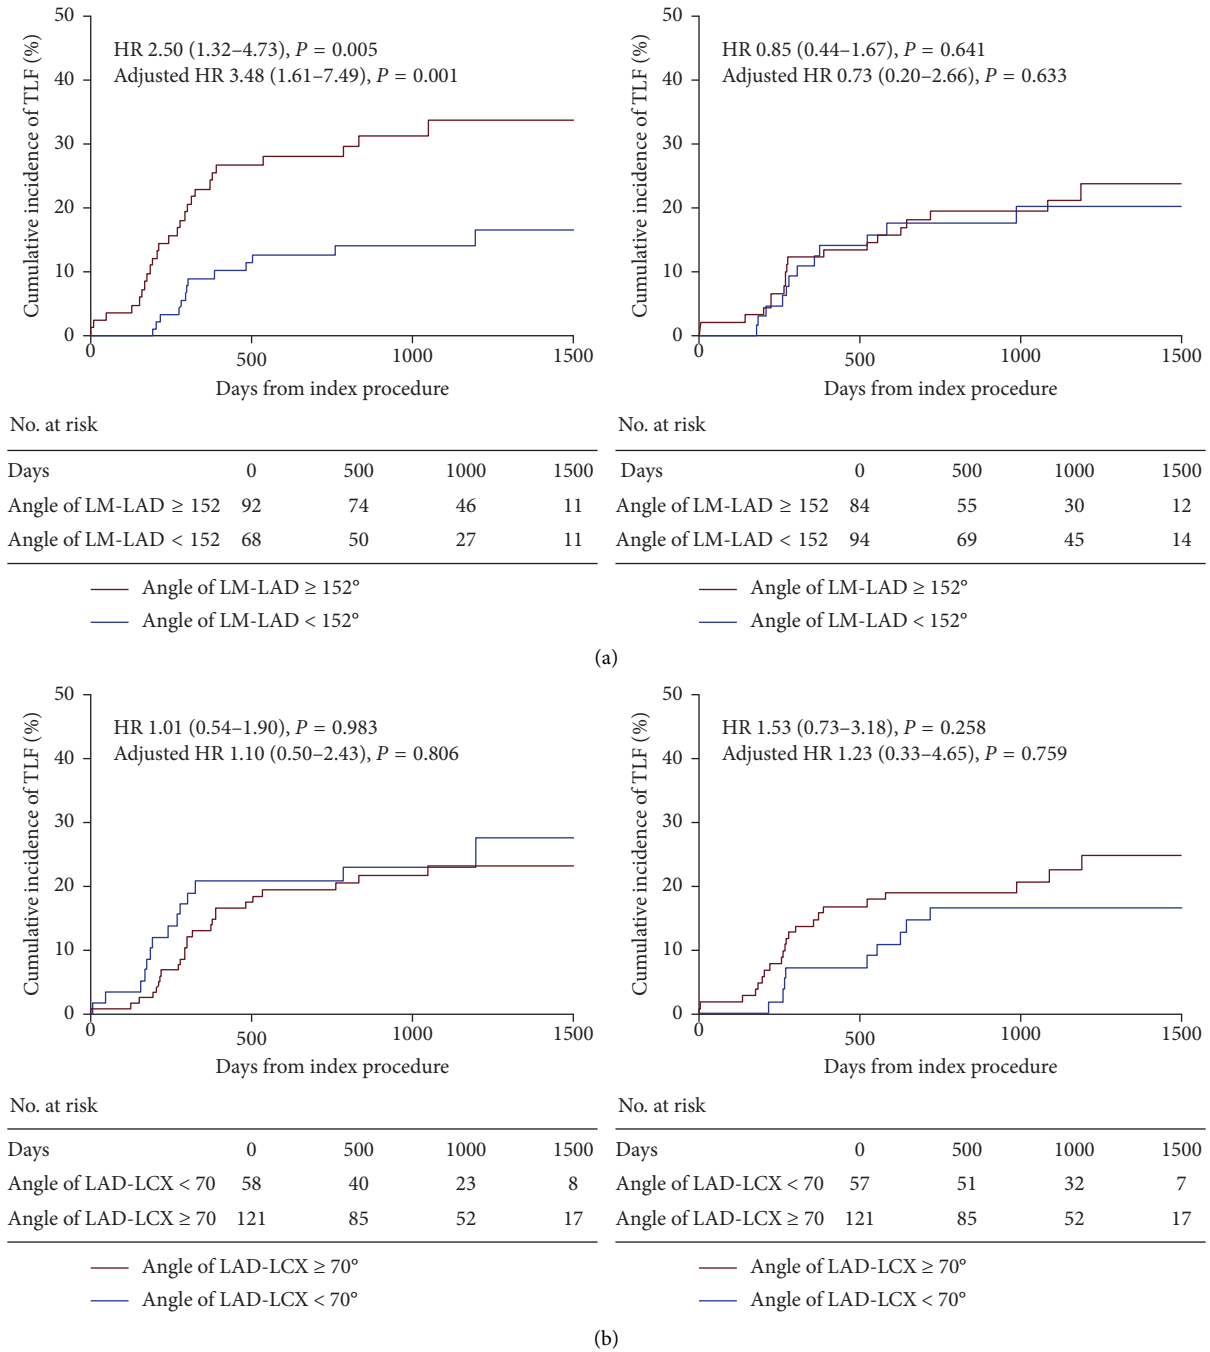 HR 2.50 (1.32–4.73), P = 0.005
Adjusted HR 3.48 (1.61–7.49), P = 0.001
Cumulative incidence of TLF (%)
50
40
30
20
10
0
0 500 1000 1500
Days from index procedure
No. at risk
Days 0 500 1000 1500
Angle of LM-LAD ≥ 152 92 74 46 11
Angle of LM-LAD < 152 68 50 27 11
Angle of LM-LAD ≥ 152°
Angle of LM-LAD < 152°
HR 0.85 (0.44–1.67), P = 0.641
Adjusted HR 0.73 (0.20–2.66), P = 0.633
Cumulative incidence of TLF (%)
50
40
30
20
10
0
0 500 1000 1500
Days from index procedure
No. at risk
Days 0 500 1000 1500
Angle of LM-LAD ≥ 152 84 55 30 12
Angle of LM-LAD < 152 94 69 45 14
Angle of LM-LAD ≥ 152°
Angle of LM-LAD < 152°
(a)
HR 1.01 (0.54–1.90), P = 0.983
Adjusted HR 1.10 (0.50–2.43), P = 0.806
Cumulative incidence of TLF (%)
50
40
30
20
10
0
0 500 1000 1500
Days from index procedure
No. at risk
Days 0 500 1000 1500
Angle of LAD-LCX < 70 58 40 23 8
Angle of LAD-LCX ≥ 70 121 85 52 17
Angle of LAD-LCX ≥ 70°
Angle of LAD-LCX < 70°
HR 1.53 (0.73–3.18), P = 0.258
Adjusted HR 1.23 (0.33–4.65), P = 0.759
Cumulative incidence of TLF (%)
50
40
30
20
10
0
0 500 1000 1500
Days from index procedure
No. at risk
Days 0 500 1000 1500
Angle of LAD-LCX < 70 57 51 32 7
Angle of LAD-LCX ≥ 70 121 85 52 17
Angle of LAD-LCX ≥ 70°
Angle of LAD-LCX < 70°
(b)